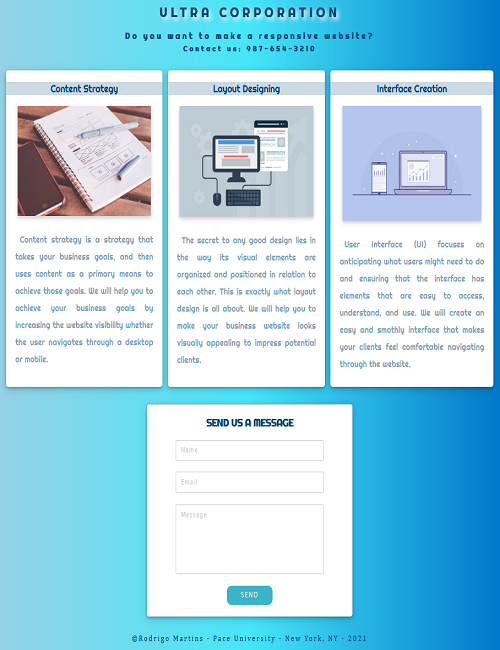 ULTRA CORPORATION
Do you want to make a responsive website?
Contact us: 987-654-3210
Content Strategy
Content strategy is a strategy that
takes your business goals, and then
uses content as a primary means to
achieve those goals. We will help you to
achieve your business goals by
increasing the website visibility whether
the user navigates through a desktop
or mobile.
Layout Designing
The secret to any good design lies in
the way its visual elements are
organized and positioned in relation to
each other. This is exactly what layout
design is all about. We will help you to
make your business website looks
visually appealing to impress potential
clients.
Interface Creation
User Interface (UI) focuses on
anticipating what users might need to do
and ensuring that the interface has
elements that are easy to access,
understand, and use. We will create an
easy and smothly interface that makes
your clients feel comfortable navigating
through the website.
SEND US A MESSAGE
Name
Email
Message
SEND
©Rodrigo Martins - Pace University - New York, NY - 2021